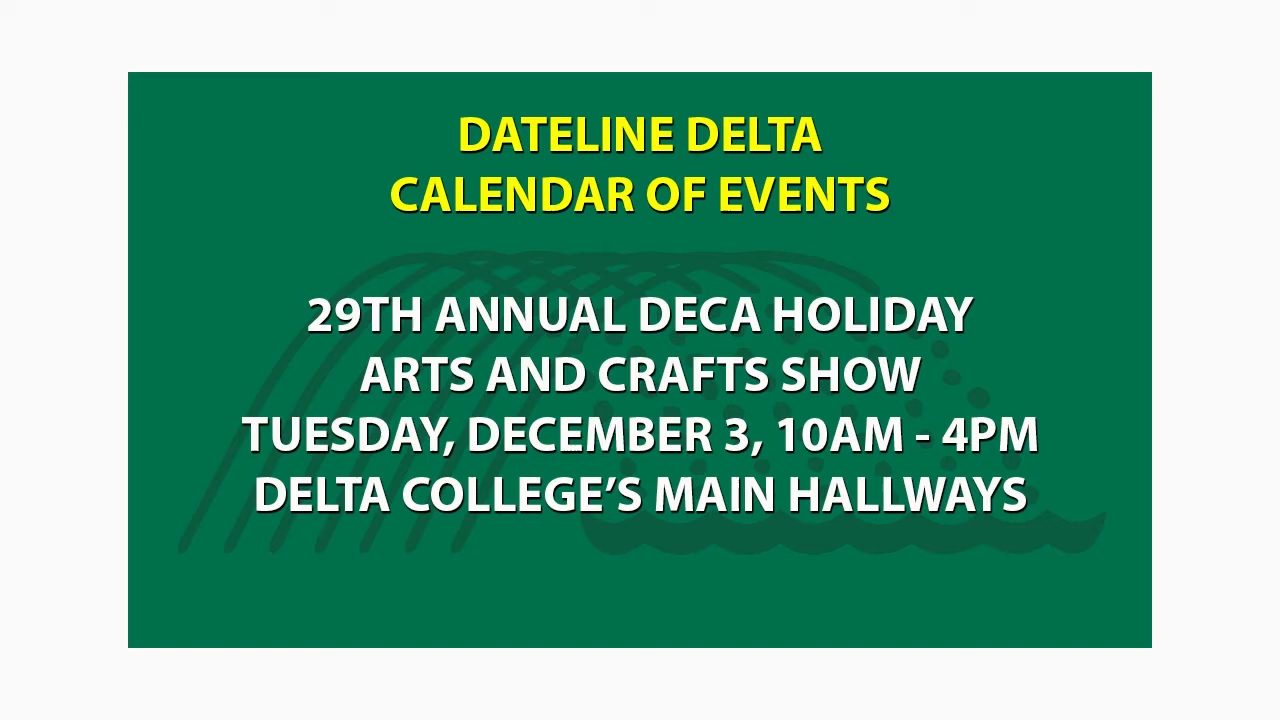 DATELINE DELTA
CALENDAR OF EVENTS
29TH ANNUAL DECA HOLIDAY
ARTS AND CRAFTS SHOW
TUESDAY, DECEMBER 3, 10AM - 4PM
DELTA COLLEGE’S MAIN HALLWAYS